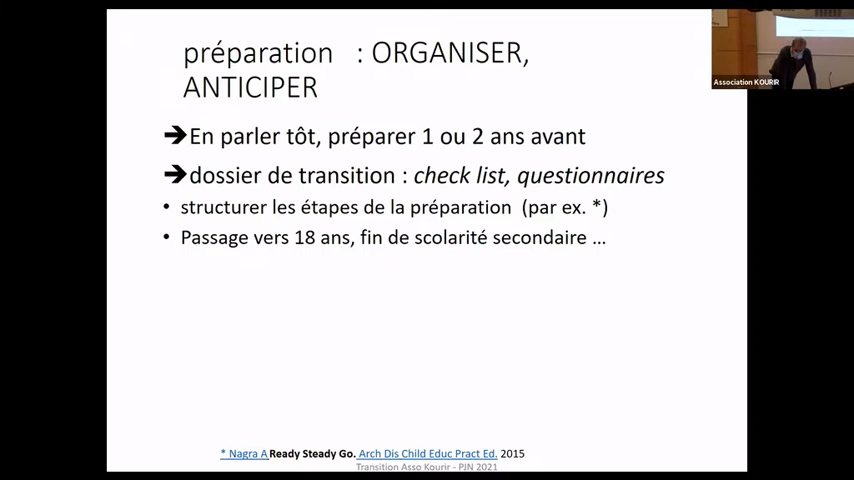 préparation : ORGANISER,
ANTICIPER
➔En parler tôt, préparer 1 ou 2 ans avant
➔dossier de transition : check list, questionnaires
• structurer les étapes de la préparation (par ex. *)
• Passage vers 18 ans, fin de scolarité secondaire ...
* Nagra A Ready Steady Go. Arch Dis Child Educ Pract Ed. 2015
Transition Asso Kourir - PJN 2021
Association KOURIR